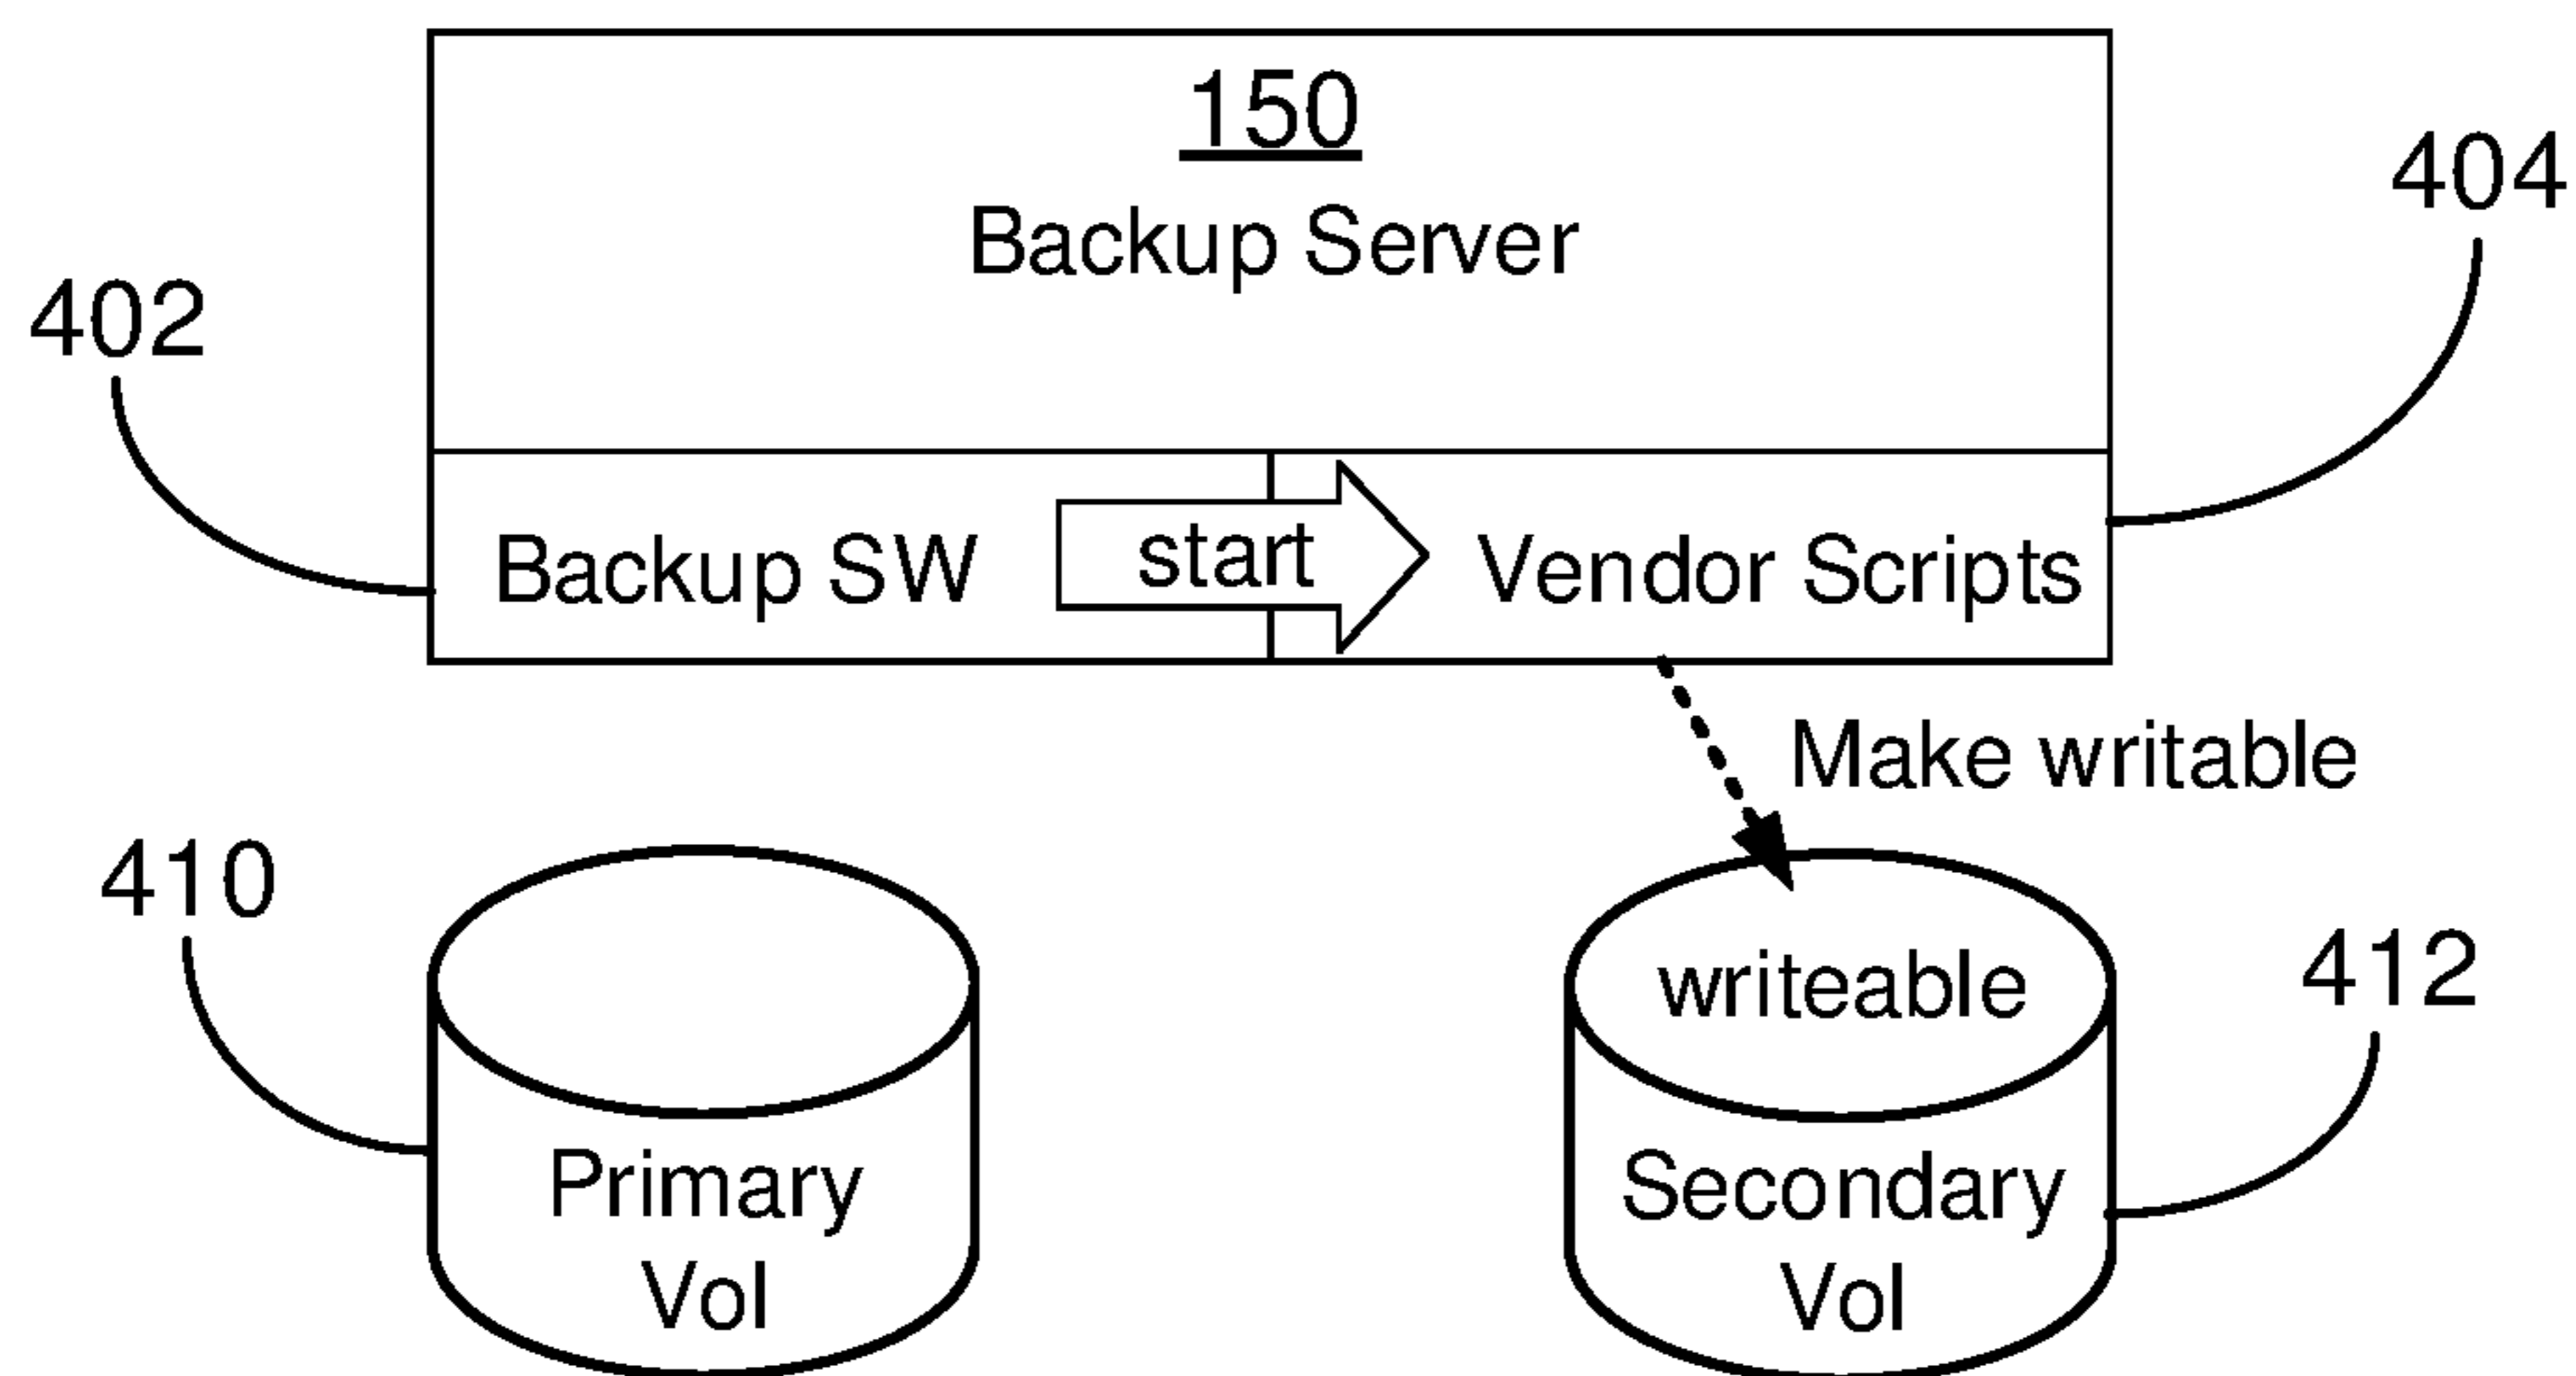 150
Backup Server
404
402
Backup SW
start
Vendor Scripts
Make writable
410
writeable
412
Primary
Vol
Secondary
Vol